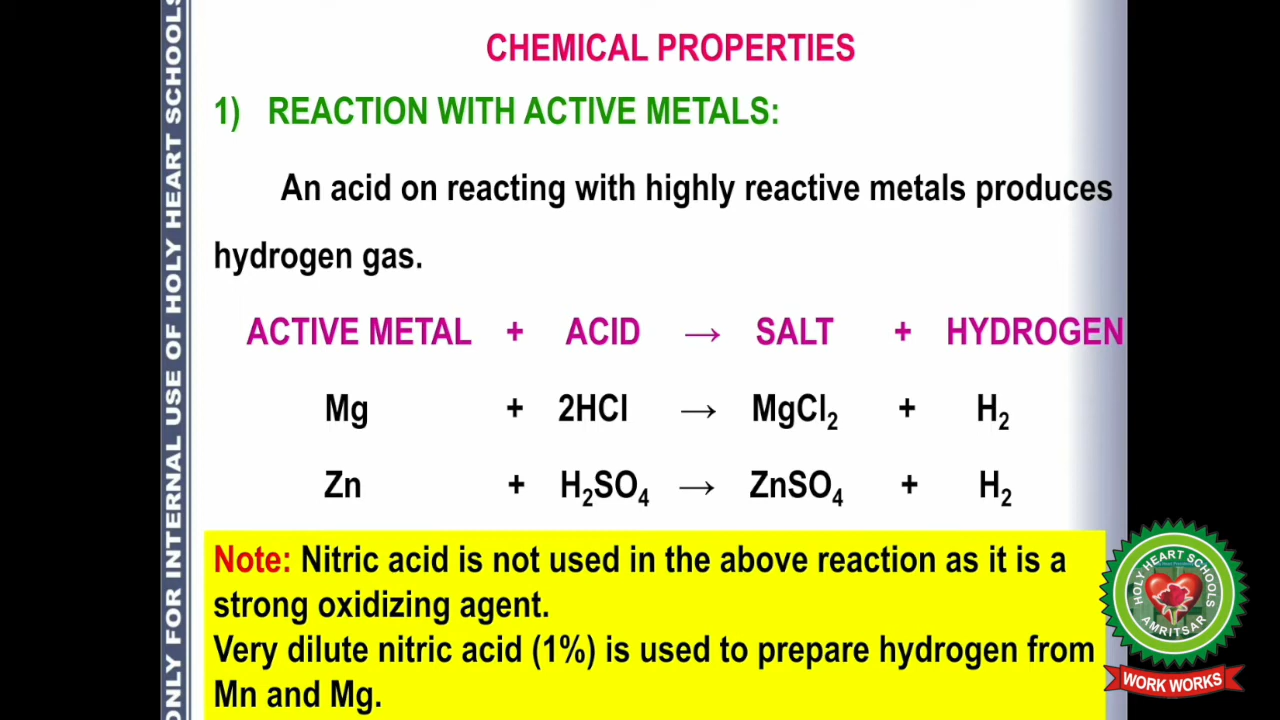 ONLY FOR INTERNAL USE OF HOLY HEART SCHOOLS
CHEMICAL PROPERTIES
1) REACTION WITH ACTIVE METALS:
An acid on reacting with highly reactive metals produces
hydrogen gas.
ACTIVE METAL + ACID → SALT + HYDROGEN
Mg + 2HCl → MgCl₂ + H₂
Zn + H₂SO₄ → ZnSO₄ + H₂
Note: Nitric acid is not used in the above reaction as it is a
strong oxidizing agent.
Very dilute nitric acid (1%) is used to prepare hydrogen from
Mn and Mg.
HOLY HEART SCHOOLS
AMRITSAR
WORK WORKS